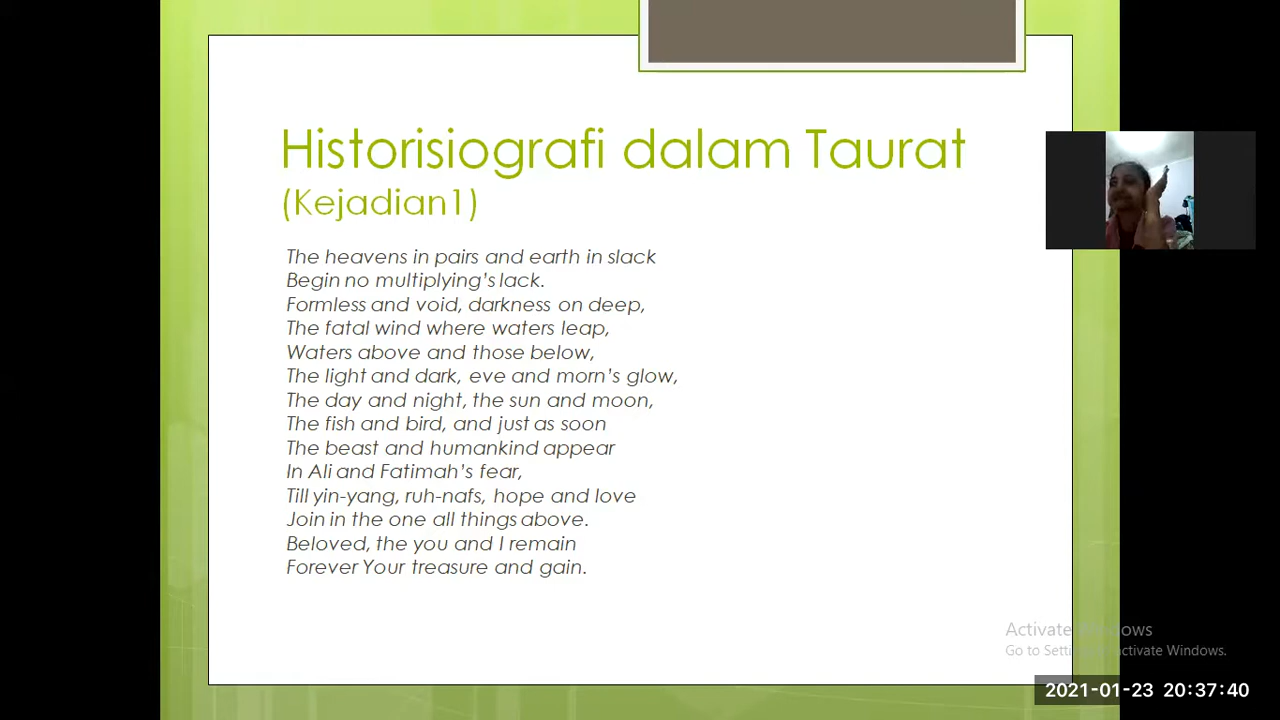 Historisiografi dalam Taurat
(Kejadian1)
The heavens in pairs and earth in slack
Begin no multiplying's lack.
Formless and void, darkness on deep,
The fatal wind where waters leap,
Waters above and those below,
The light and dark, eve and morn's glow,
The day and night, the sun and moon,
The fish and bird, and just as soon
The beast and humankind appear
In Ali and Fatimah's fear,
Till yin-yang, ruh-nafs, hope and love
Join in the one all things above.
Beloved, the you and I remain
Forever Your treasure and gain.
Activate Windows
Go to Settings to activate Windows.
2021-01-23 20:37:40